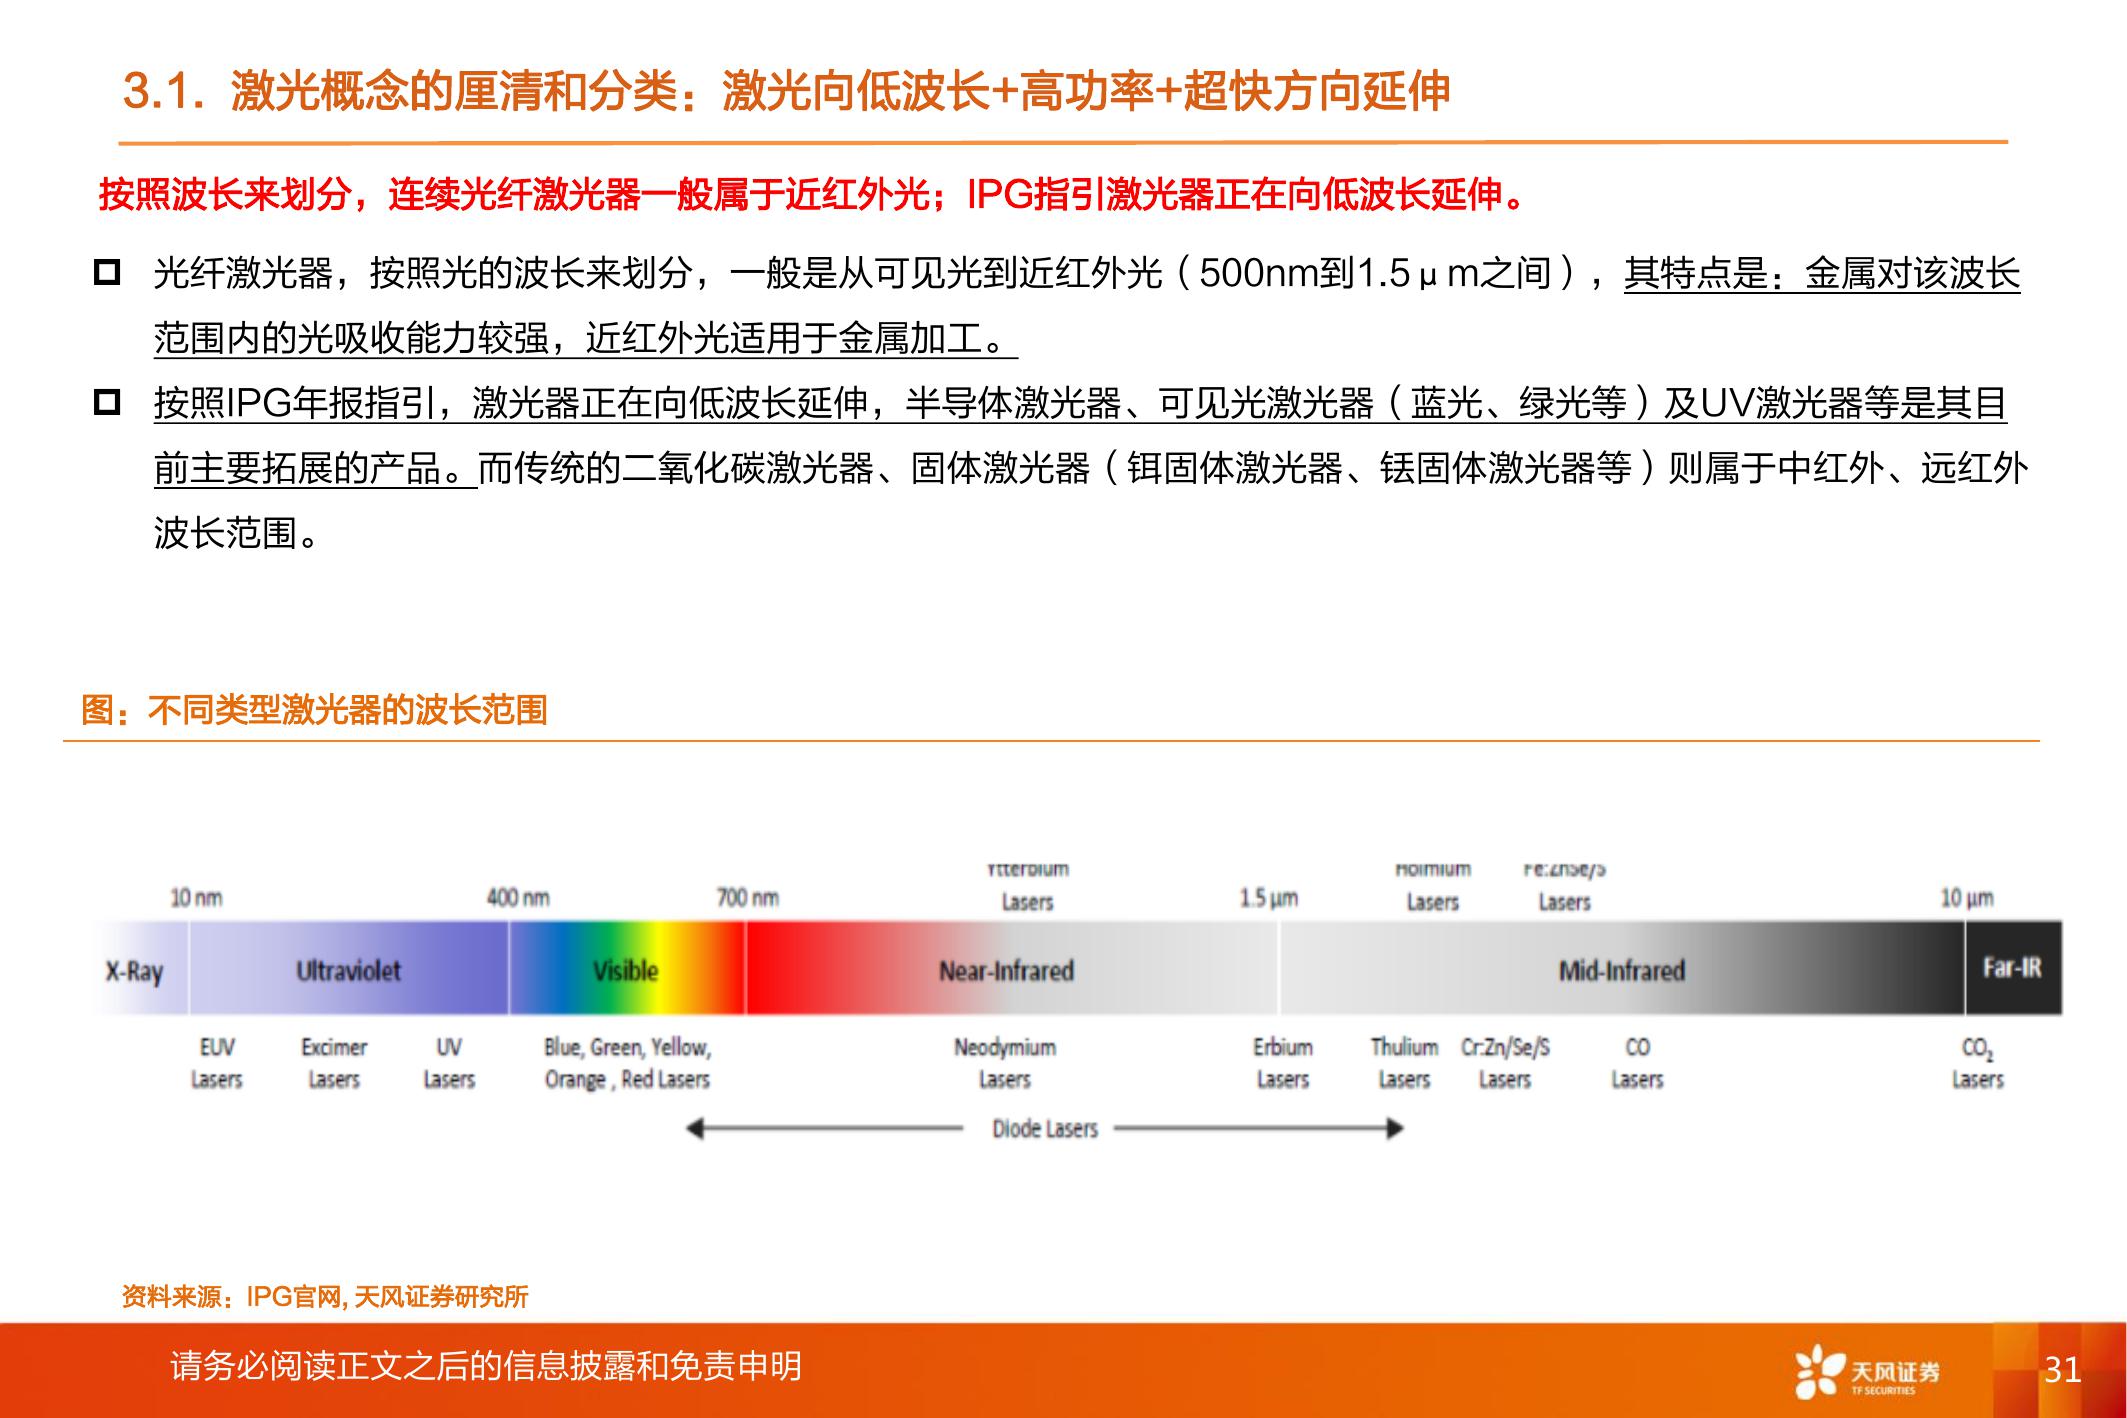 3.1. 激光概念的厘清和分类：激光向低波长+高功率+超快方向延伸
按照波长来划分，连续光纤激光器一般属于近红外光；IPG指引激光器正在向低波长延伸。
光纤激光器，按照光的波长来划分，一般是从可见光到近红外光（500nm到1.5μm之间），其特点是：金属对该波长
范围内的光吸收能力较强，近红外光适用于金属加工。
按照IPG年报指引，激光器正在向低波长延伸，半导体激光器、可见光激光器（蓝光、绿光等）及UV激光器等是其目
前主要拓展的产品。而传统的二氧化碳激光器、固体激光器（铒固体激光器、铥固体激光器等）则属于中红外、远红外
波长范围。
图：不同类型激光器的波长范围
Ytterbium Holmium Fe:ZnSe/S
10 nm 400 nm 700 nm Lasers 1.5 μm Lasers Lasers 10 μm
X-Ray Ultraviolet Visible Near-Infrared Mid-Infrared Far-IR
EUV Excimer UV Blue, Green, Yellow, Neodymium Erbium Thulium Cr:Zn/Se/S CO CO₂
Lasers Lasers Lasers Orange , Red Lasers Lasers Lasers Lasers Lasers Lasers Lasers
Diode Lasers
资料来源：IPG官网, 天风证券研究所
请务必阅读正文之后的信息披露和免责申明
天风证券
TF SECURITIES
31